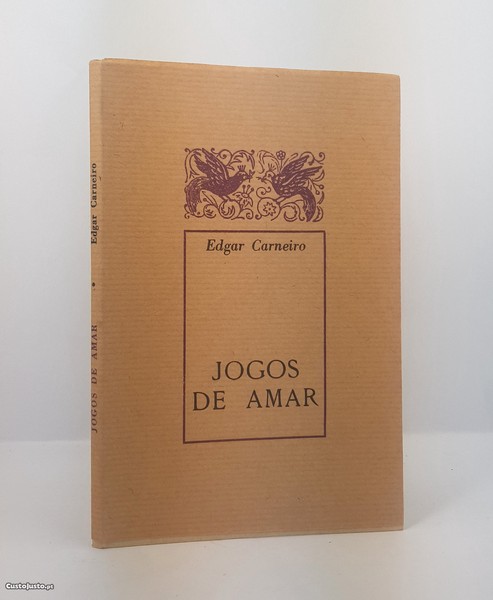 Edgar Carneiro
JOGOS
DE AMAR
JOGOS DE AMAR • Edgar Carneiro
CustoJusto.pt